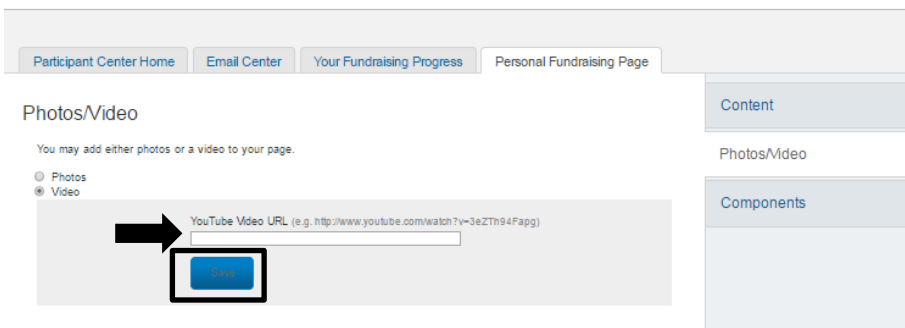 Participant Center Home Email Center Your Fundraising Progress Personal Fundraising Page
Photos/Video
You may add either photos or a video to your page.
Photos
Video
YouTube Video URL (e.g. http://www.youtube.com/watch?v=3eZTh94Fapg)
Save
Content
Photos/Video
Components